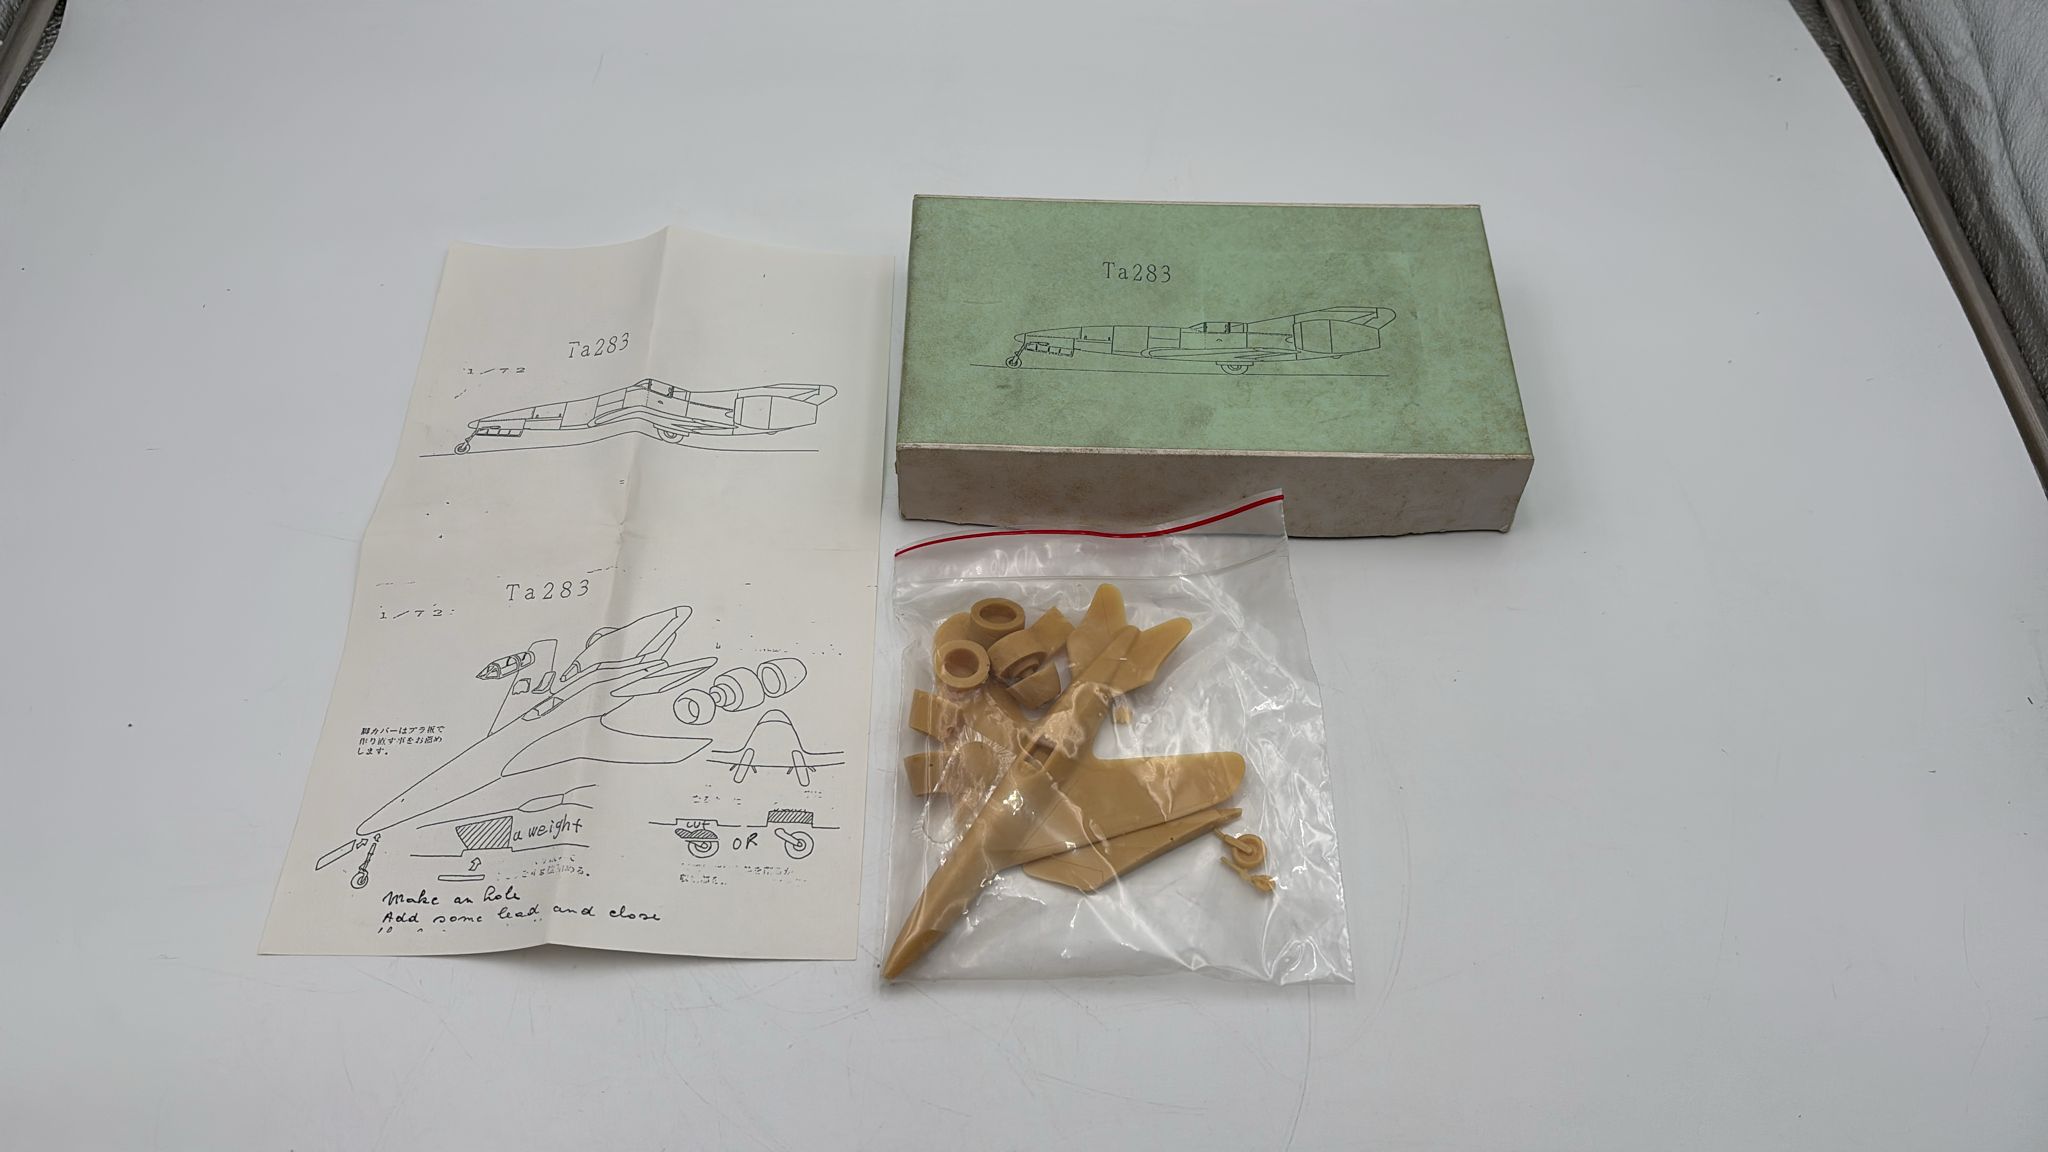 Ta283
1/72
Ta283
1/72
脚カバーはプラ板で
作り直す事をお薦め
します。
a weight
cut
OR
Make an hole
Add some lead and close
Ta283